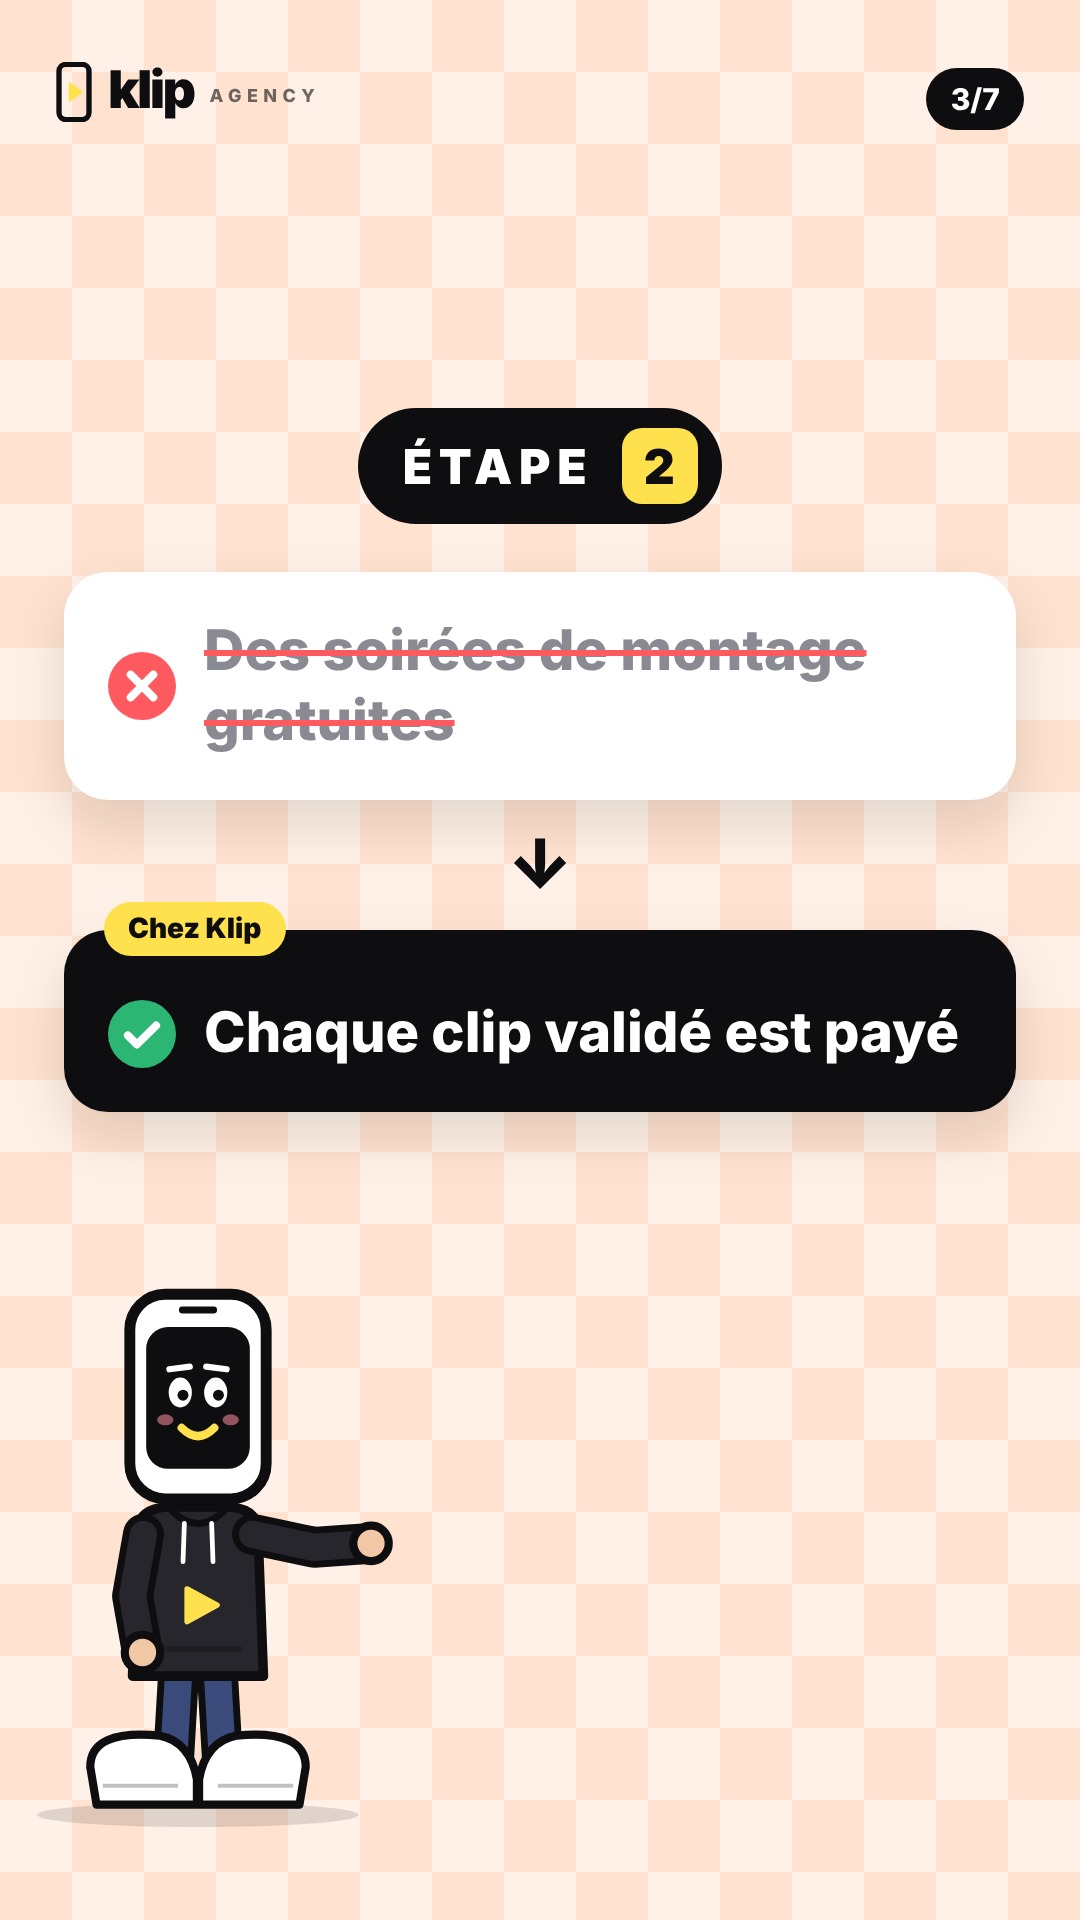 klip AGENCY
3/7
ÉTAPE 2
Des soirées de montage
gratuites
Chez Klip
Chaque clip validé est payé